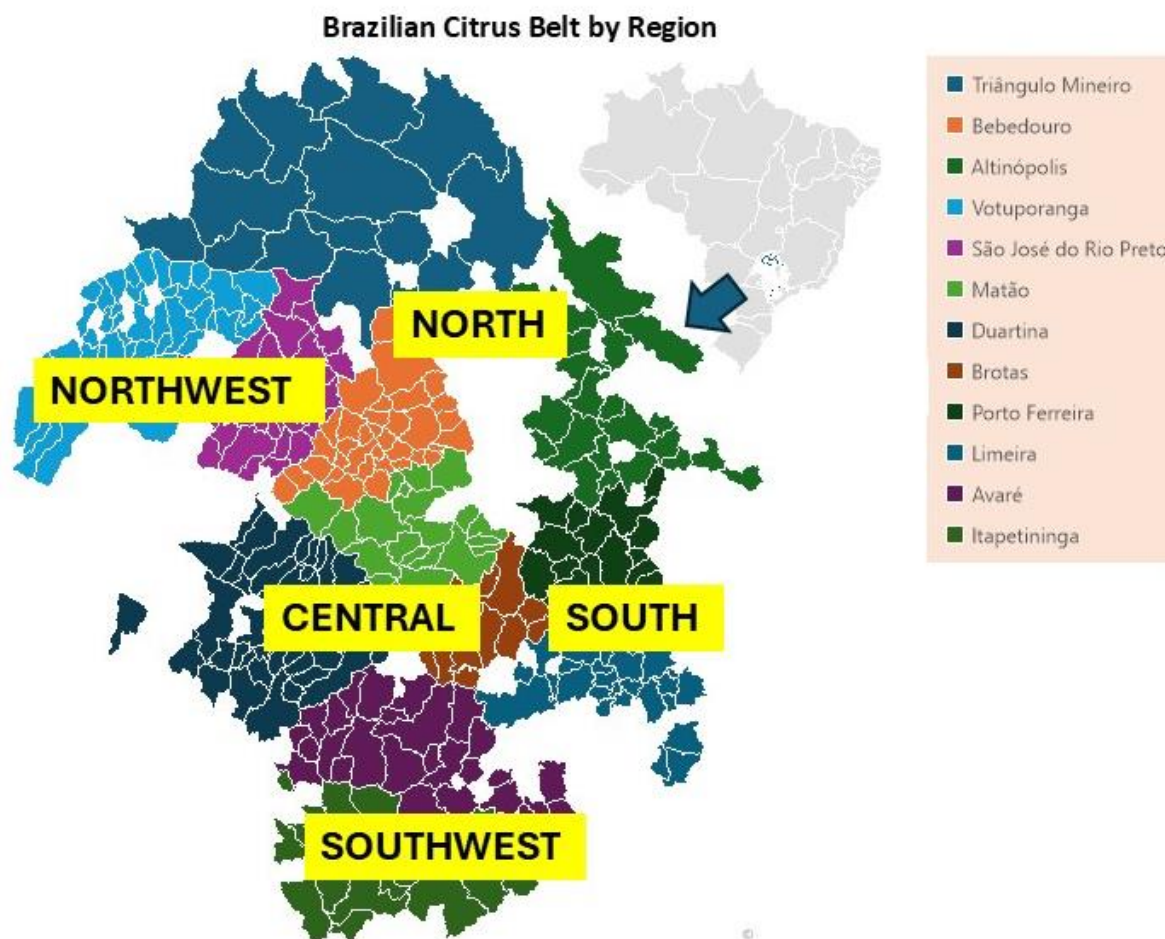 Brazilian Citrus Belt by Region
Triângulo Mineiro
Bebedouro
Altinópolis
Votuporanga
São José do Rio Preto
Matão
Duartina
Brotas
Porto Ferreira
Limeira
Avaré
Itapetininga
NORTH
NORTHWEST
CENTRAL
SOUTH
SOUTHWEST
©